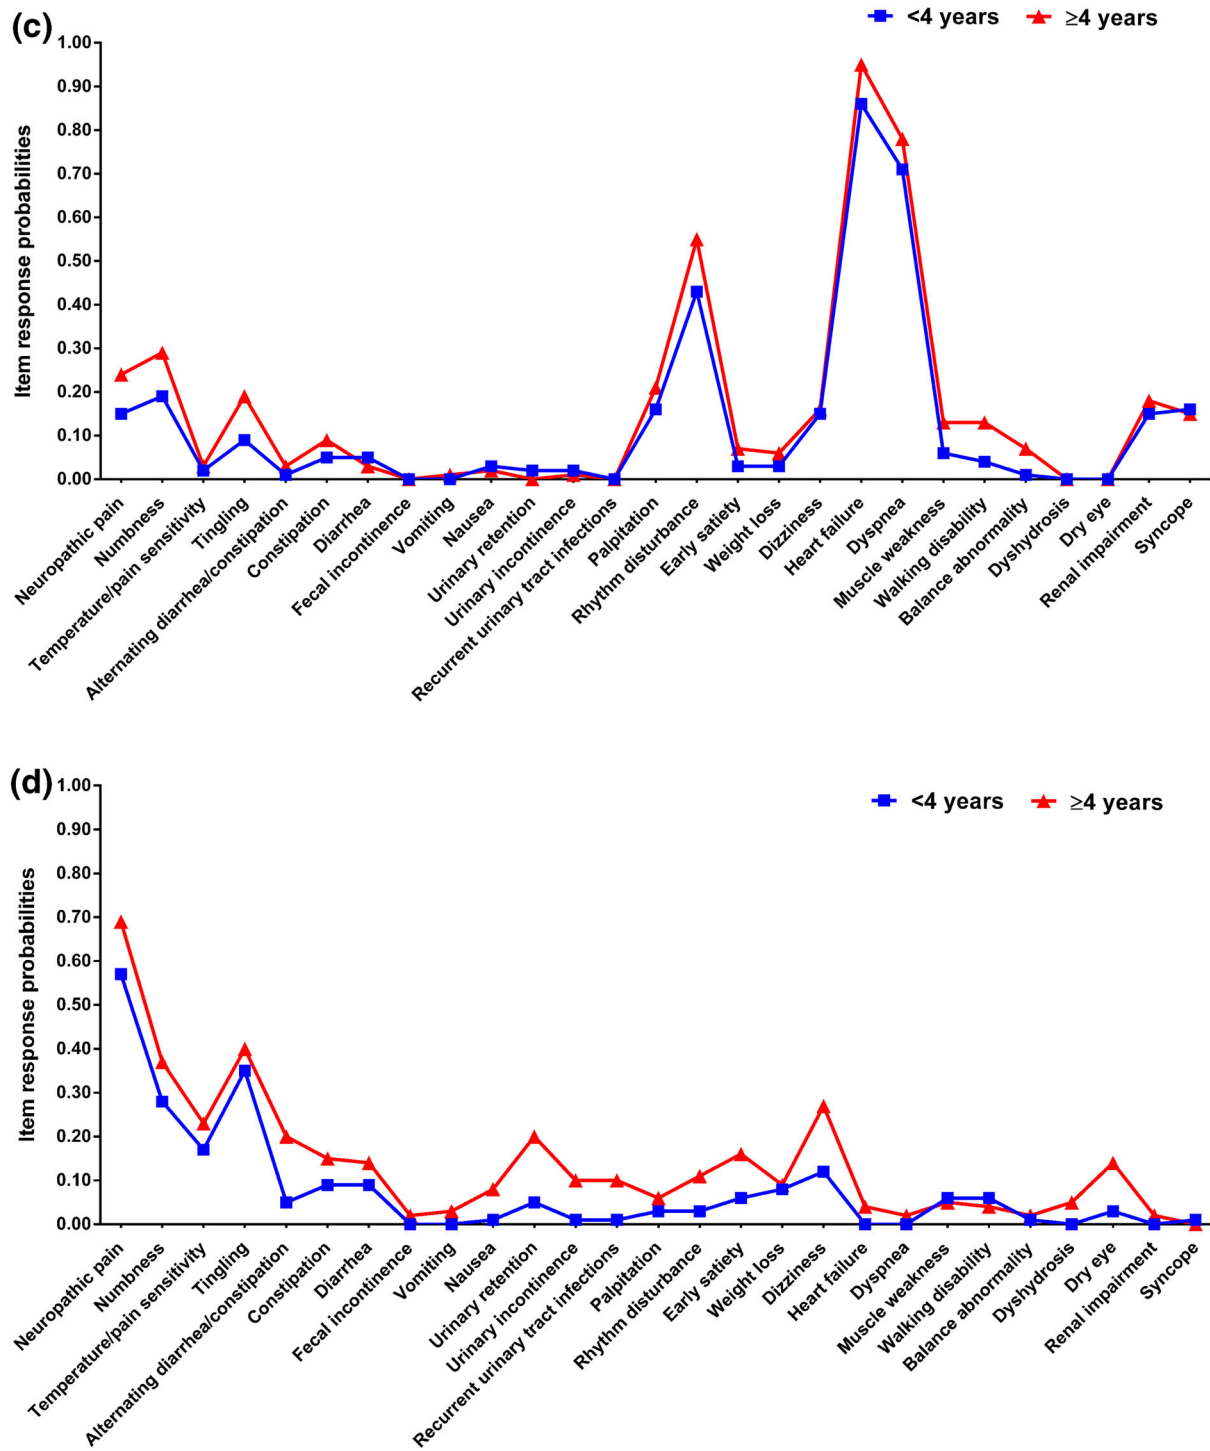 (c)
<4 years ≥4 years
1.00
0.90
0.80
0.70
0.60
0.50
0.40
0.30
0.20
0.10
0.00
Item response probabilities
Neuropathic pain
Numbness
Temperature/pain sensitivity
Tingling
Alternating diarrhea/constipation
Constipation
Diarrhea
Fecal incontinence
Vomiting
Nausea
Urinary retention
Urinary incontinence
Recurrent urinary tract infections
Palpitation
Rhythm disturbance
Early satiety
Weight loss
Dizziness
Heart failure
Dyspnea
Muscle weakness
Walking disability
Balance abnormality
Dyshydrosis
Dry eye
Renal impairment
Syncope
(d)
<4 years ≥4 years
1.00
0.90
0.80
0.70
0.60
0.50
0.40
0.30
0.20
0.10
0.00
Item response probabilities
Neuropathic pain
Numbness
Temperature/pain sensitivity
Tingling
Alternating diarrhea/constipation
Constipation
Diarrhea
Fecal incontinence
Vomiting
Nausea
Urinary retention
Urinary incontinence
Recurrent urinary tract infections
Palpitation
Rhythm disturbance
Early satiety
Weight loss
Dizziness
Heart failure
Dyspnea
Muscle weakness
Walking disability
Balance abnormality
Dyshydrosis
Dry eye
Renal impairment
Syncope